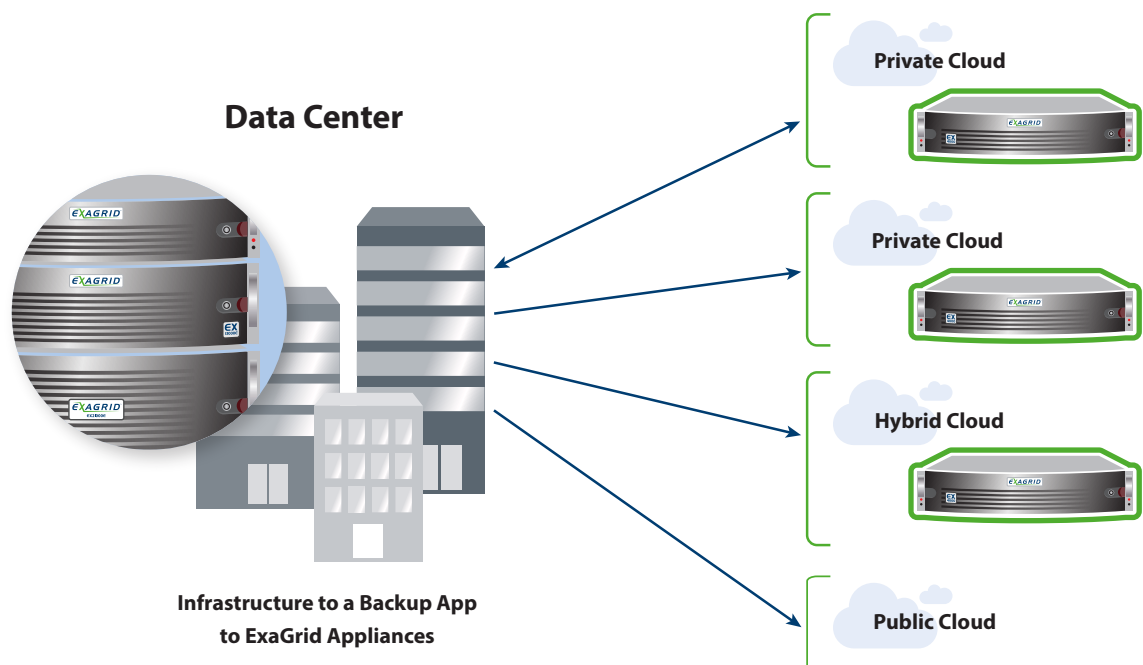 Data Center
EXAGRID
EXAGRID
EX
EXAGRID
Infrastructure to a Backup App
to ExaGrid Appliances
Private Cloud
EXAGRID
EX
Private Cloud
EXAGRID
EX
Hybrid Cloud
EXAGRID
EX
Public Cloud